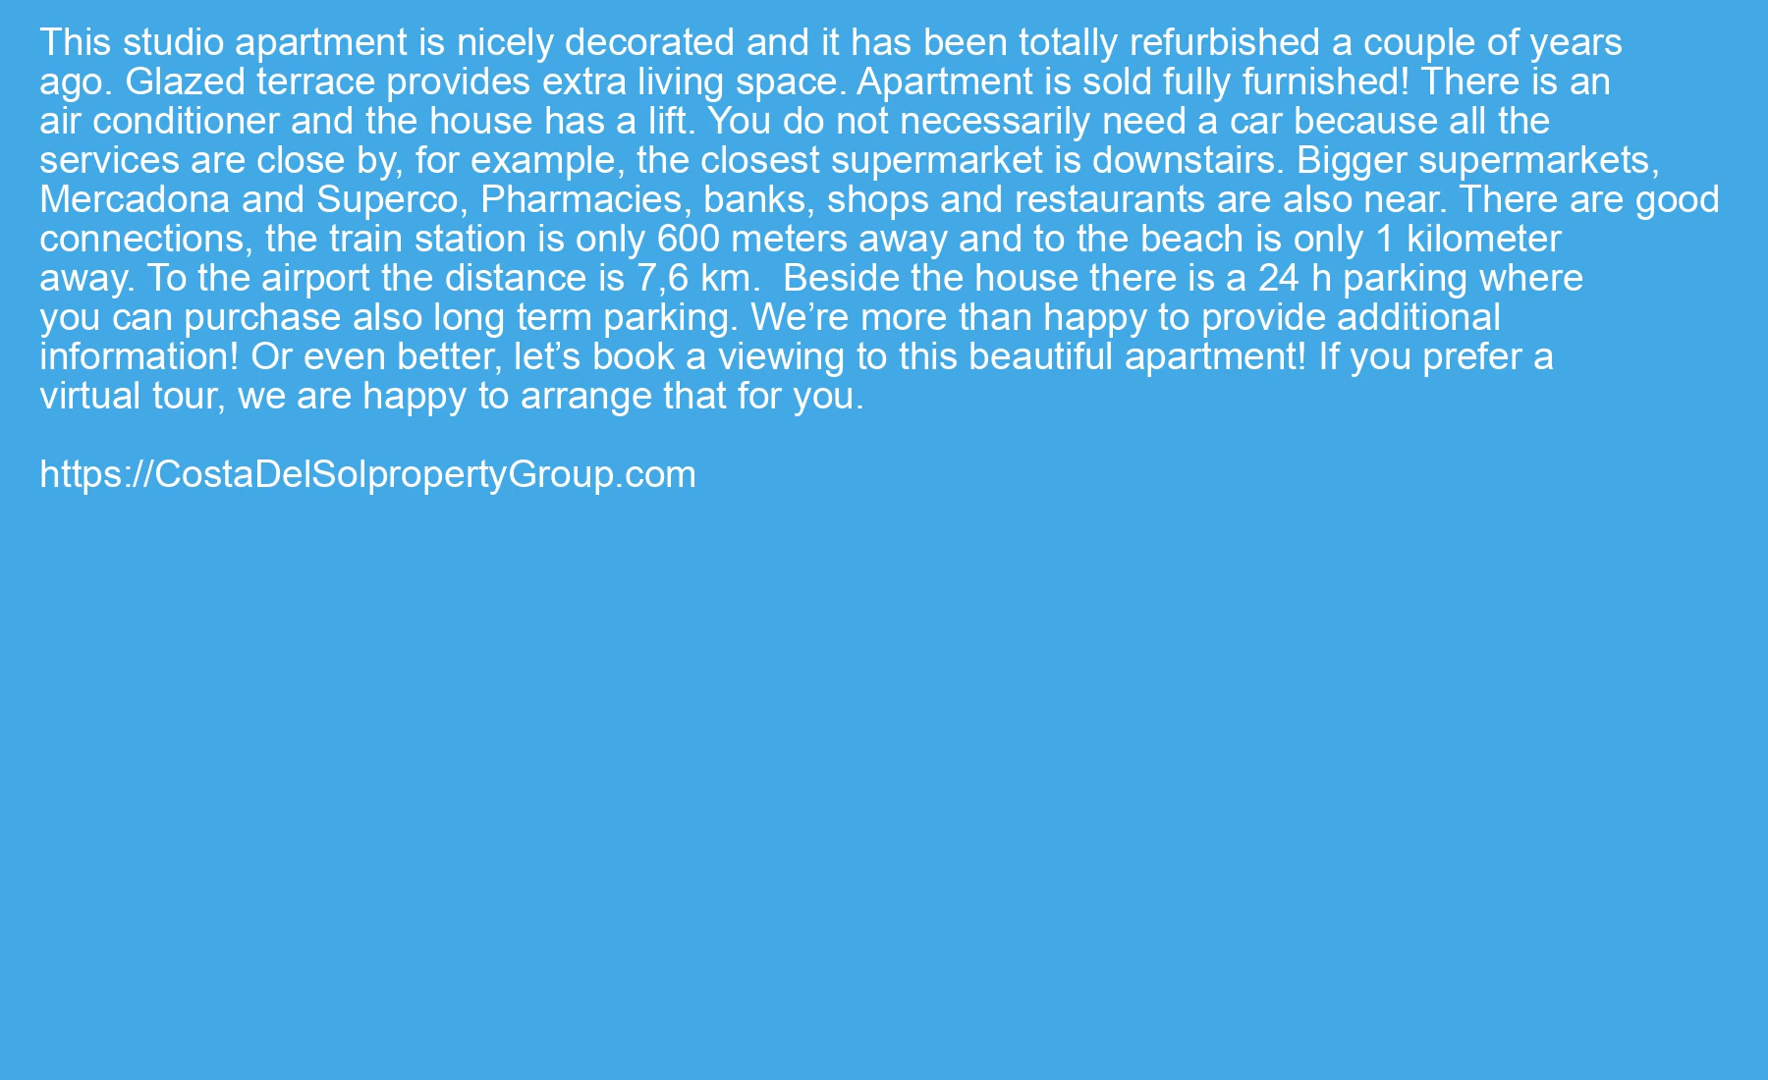 This studio apartment is nicely decorated and it has been totally refurbished a couple of years
ago. Glazed terrace provides extra living space. Apartment is sold fully furnished! There is an
air conditioner and the house has a lift. You do not necessarily need a car because all the
services are close by, for example, the closest supermarket is downstairs. Bigger supermarkets,
Mercadona and Superco, Pharmacies, banks, shops and restaurants are also near. There are good
connections, the train station is only 600 meters away and to the beach is only 1 kilometer
away. To the airport the distance is 7,6 km.  Beside the house there is a 24 h parking where
you can purchase also long term parking. We’re more than happy to provide additional
information! Or even better, let’s book a viewing to this beautiful apartment! If you prefer a
virtual tour, we are happy to arrange that for you.
https://CostaDelSolpropertyGroup.com